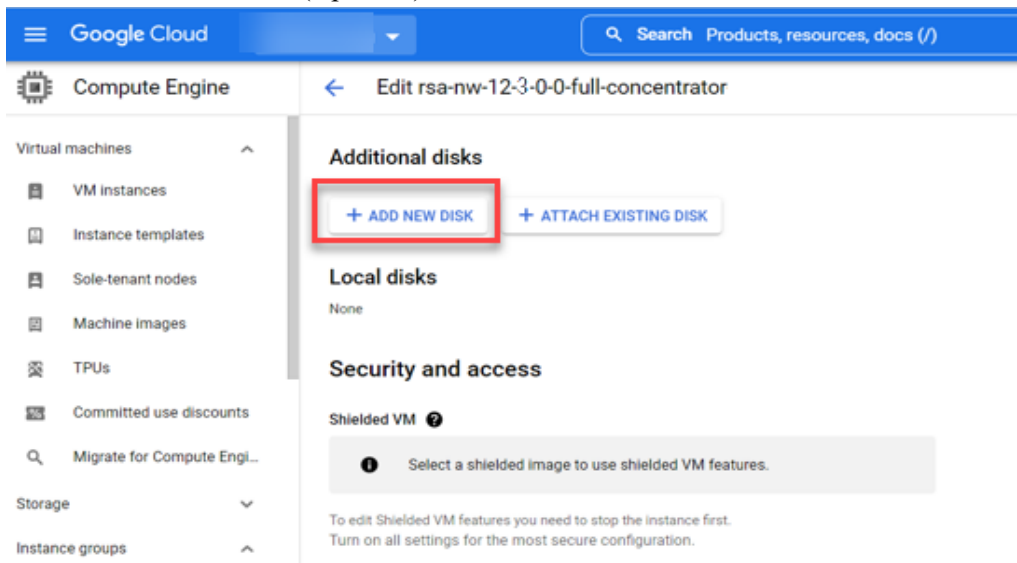 Google Cloud
Search Products, resources, docs (/)
Compute Engine
Edit rsa-nw-12-3-0-0-full-concentrator
Virtual machines
VM instances
Instance templates
Sole-tenant nodes
Machine images
TPUs
Committed use discounts
Migrate for Compute Engi...
Storage
Instance groups
Additional disks
+ ADD NEW DISK
+ ATTACH EXISTING DISK
Local disks
None
Security and access
Shielded VM
Select a shielded image to use shielded VM features.
To edit Shielded VM features you need to stop the instance first.
Turn on all settings for the most secure configuration.